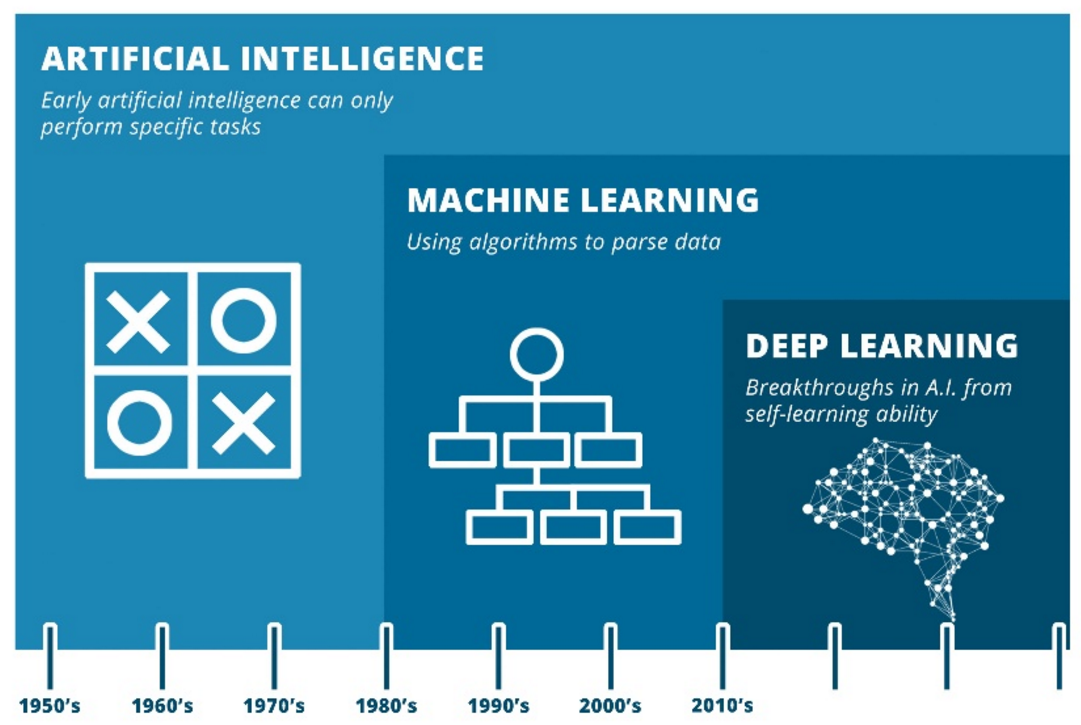 ARTIFICIAL INTELLIGENCE
Early artificial intelligence can only
perform specific tasks
MACHINE LEARNING
Using algorithms to parse data
DEEP LEARNING
Breakthroughs in A.I. from
self-learning ability
X O
O X
1950's 1960's 1970's 1980's 1990's 2000's 2010's